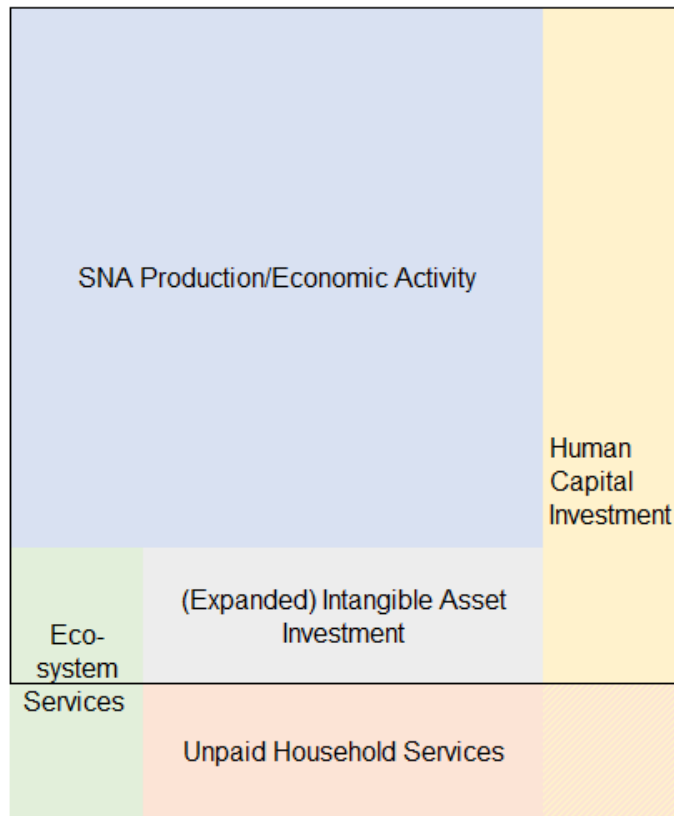 SNA Production/Economic Activity
Human
Capital
Investment
(Expanded) Intangible Asset
Investment
Eco-
system
Services
Unpaid Household Services